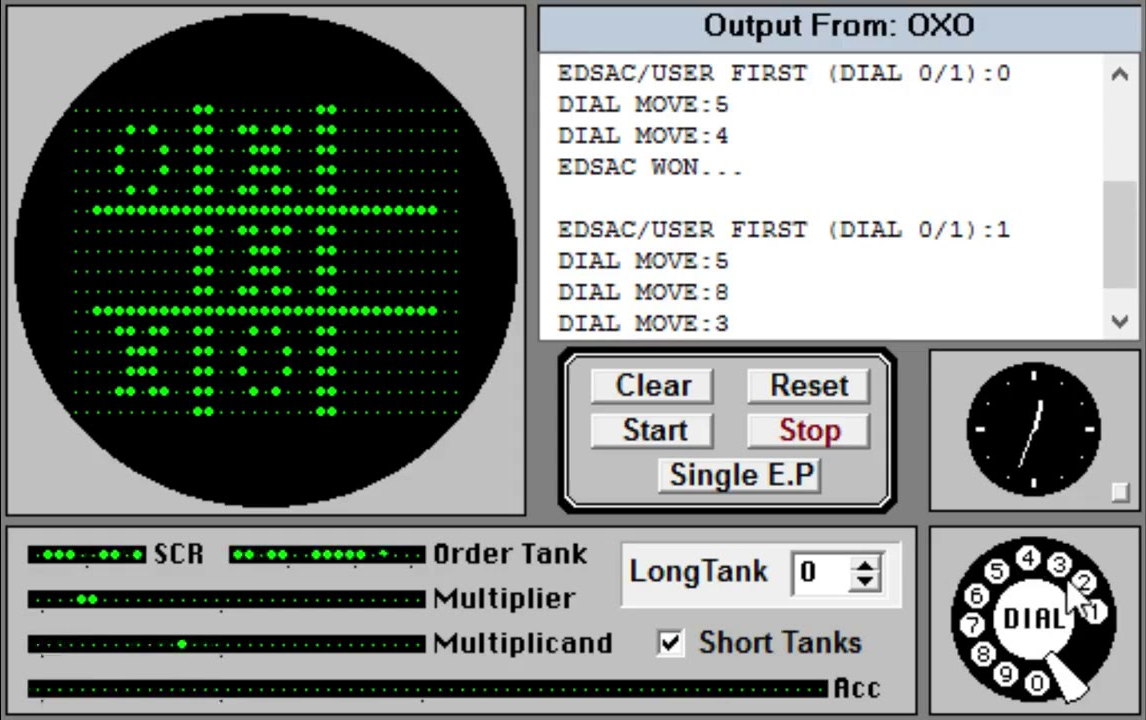 Output From: OXO
EDSAC/USER FIRST (DIAL 0/1):0
DIAL MOVE:5
DIAL MOVE:4
EDSAC WON...
EDSAC/USER FIRST (DIAL 0/1):1
DIAL MOVE:5
DIAL MOVE:8
DIAL MOVE:3
Clear
Reset
Start
Stop
Single E.P
SCR
Order Tank
LongTank 0
Multiplier
Multiplicand
Short Tanks
Acc
1
2
3
4
5
6
7
8
9
0
DIAL